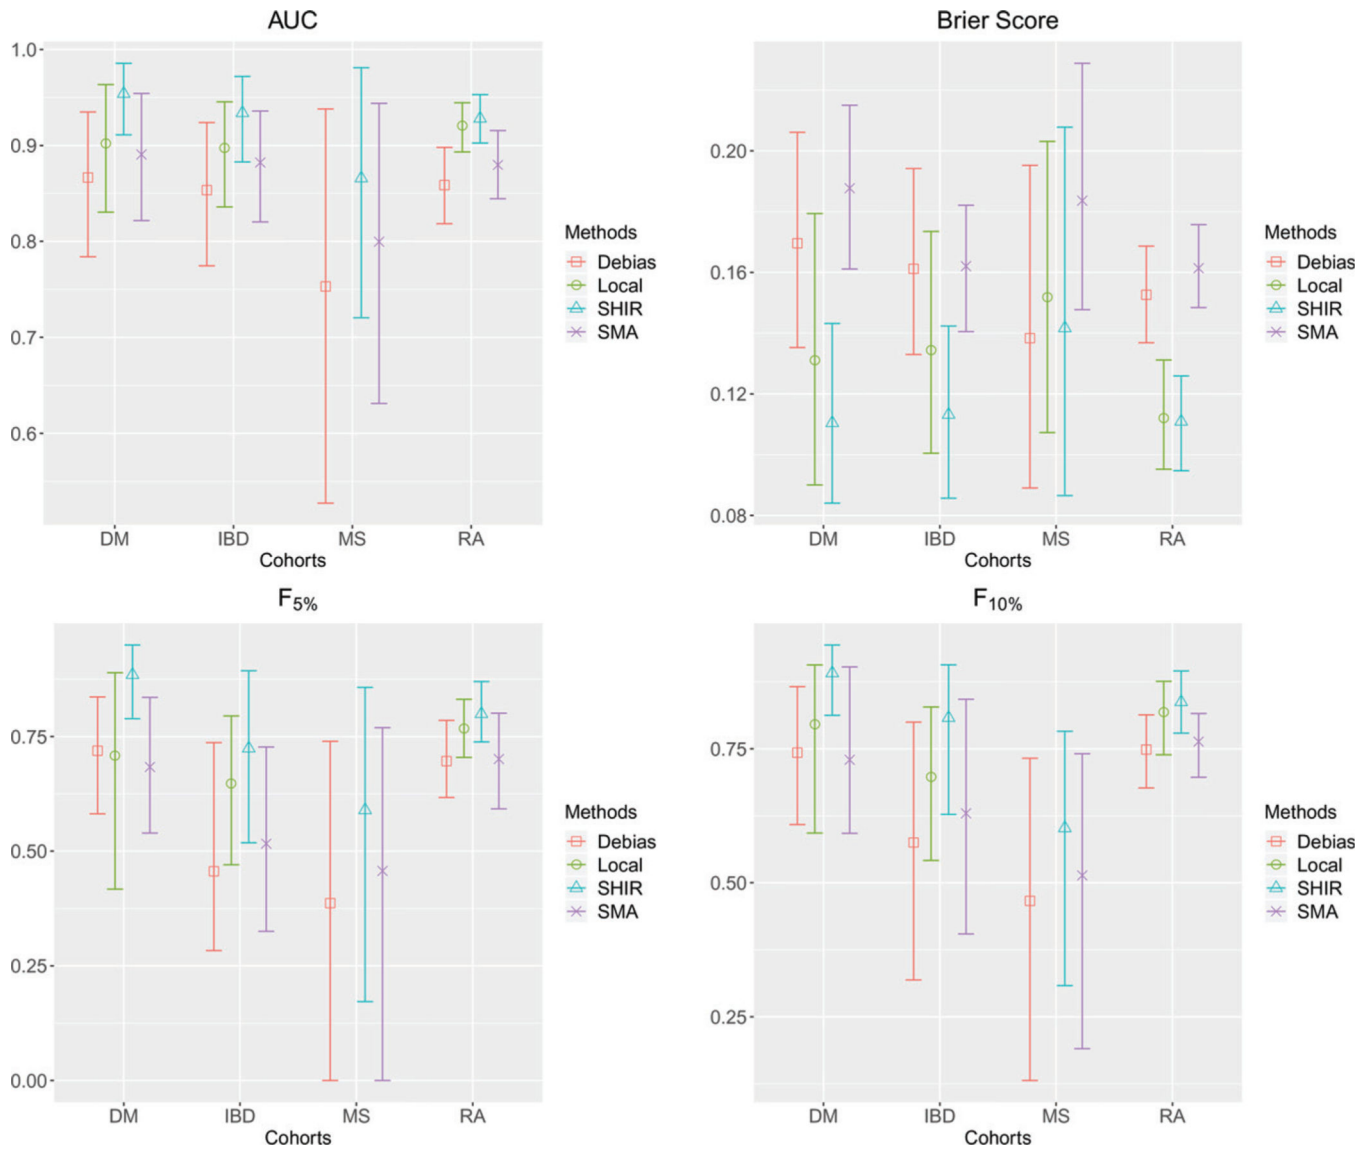 AUC
1.0
0.9
0.8
0.7
0.6
DM IBD MS RA
Cohorts
Methods
Debias
Local
SHIR
SMA
Brier Score
0.20
0.16
0.12
0.08
DM IBD MS RA
Cohorts
Methods
Debias
Local
SHIR
SMA
F5%
0.75
0.50
0.25
0.00
DM IBD MS RA
Cohorts
Methods
Debias
Local
SHIR
SMA
F10%
0.75
0.50
0.25
DM IBD MS RA
Cohorts
Methods
Debias
Local
SHIR
SMA